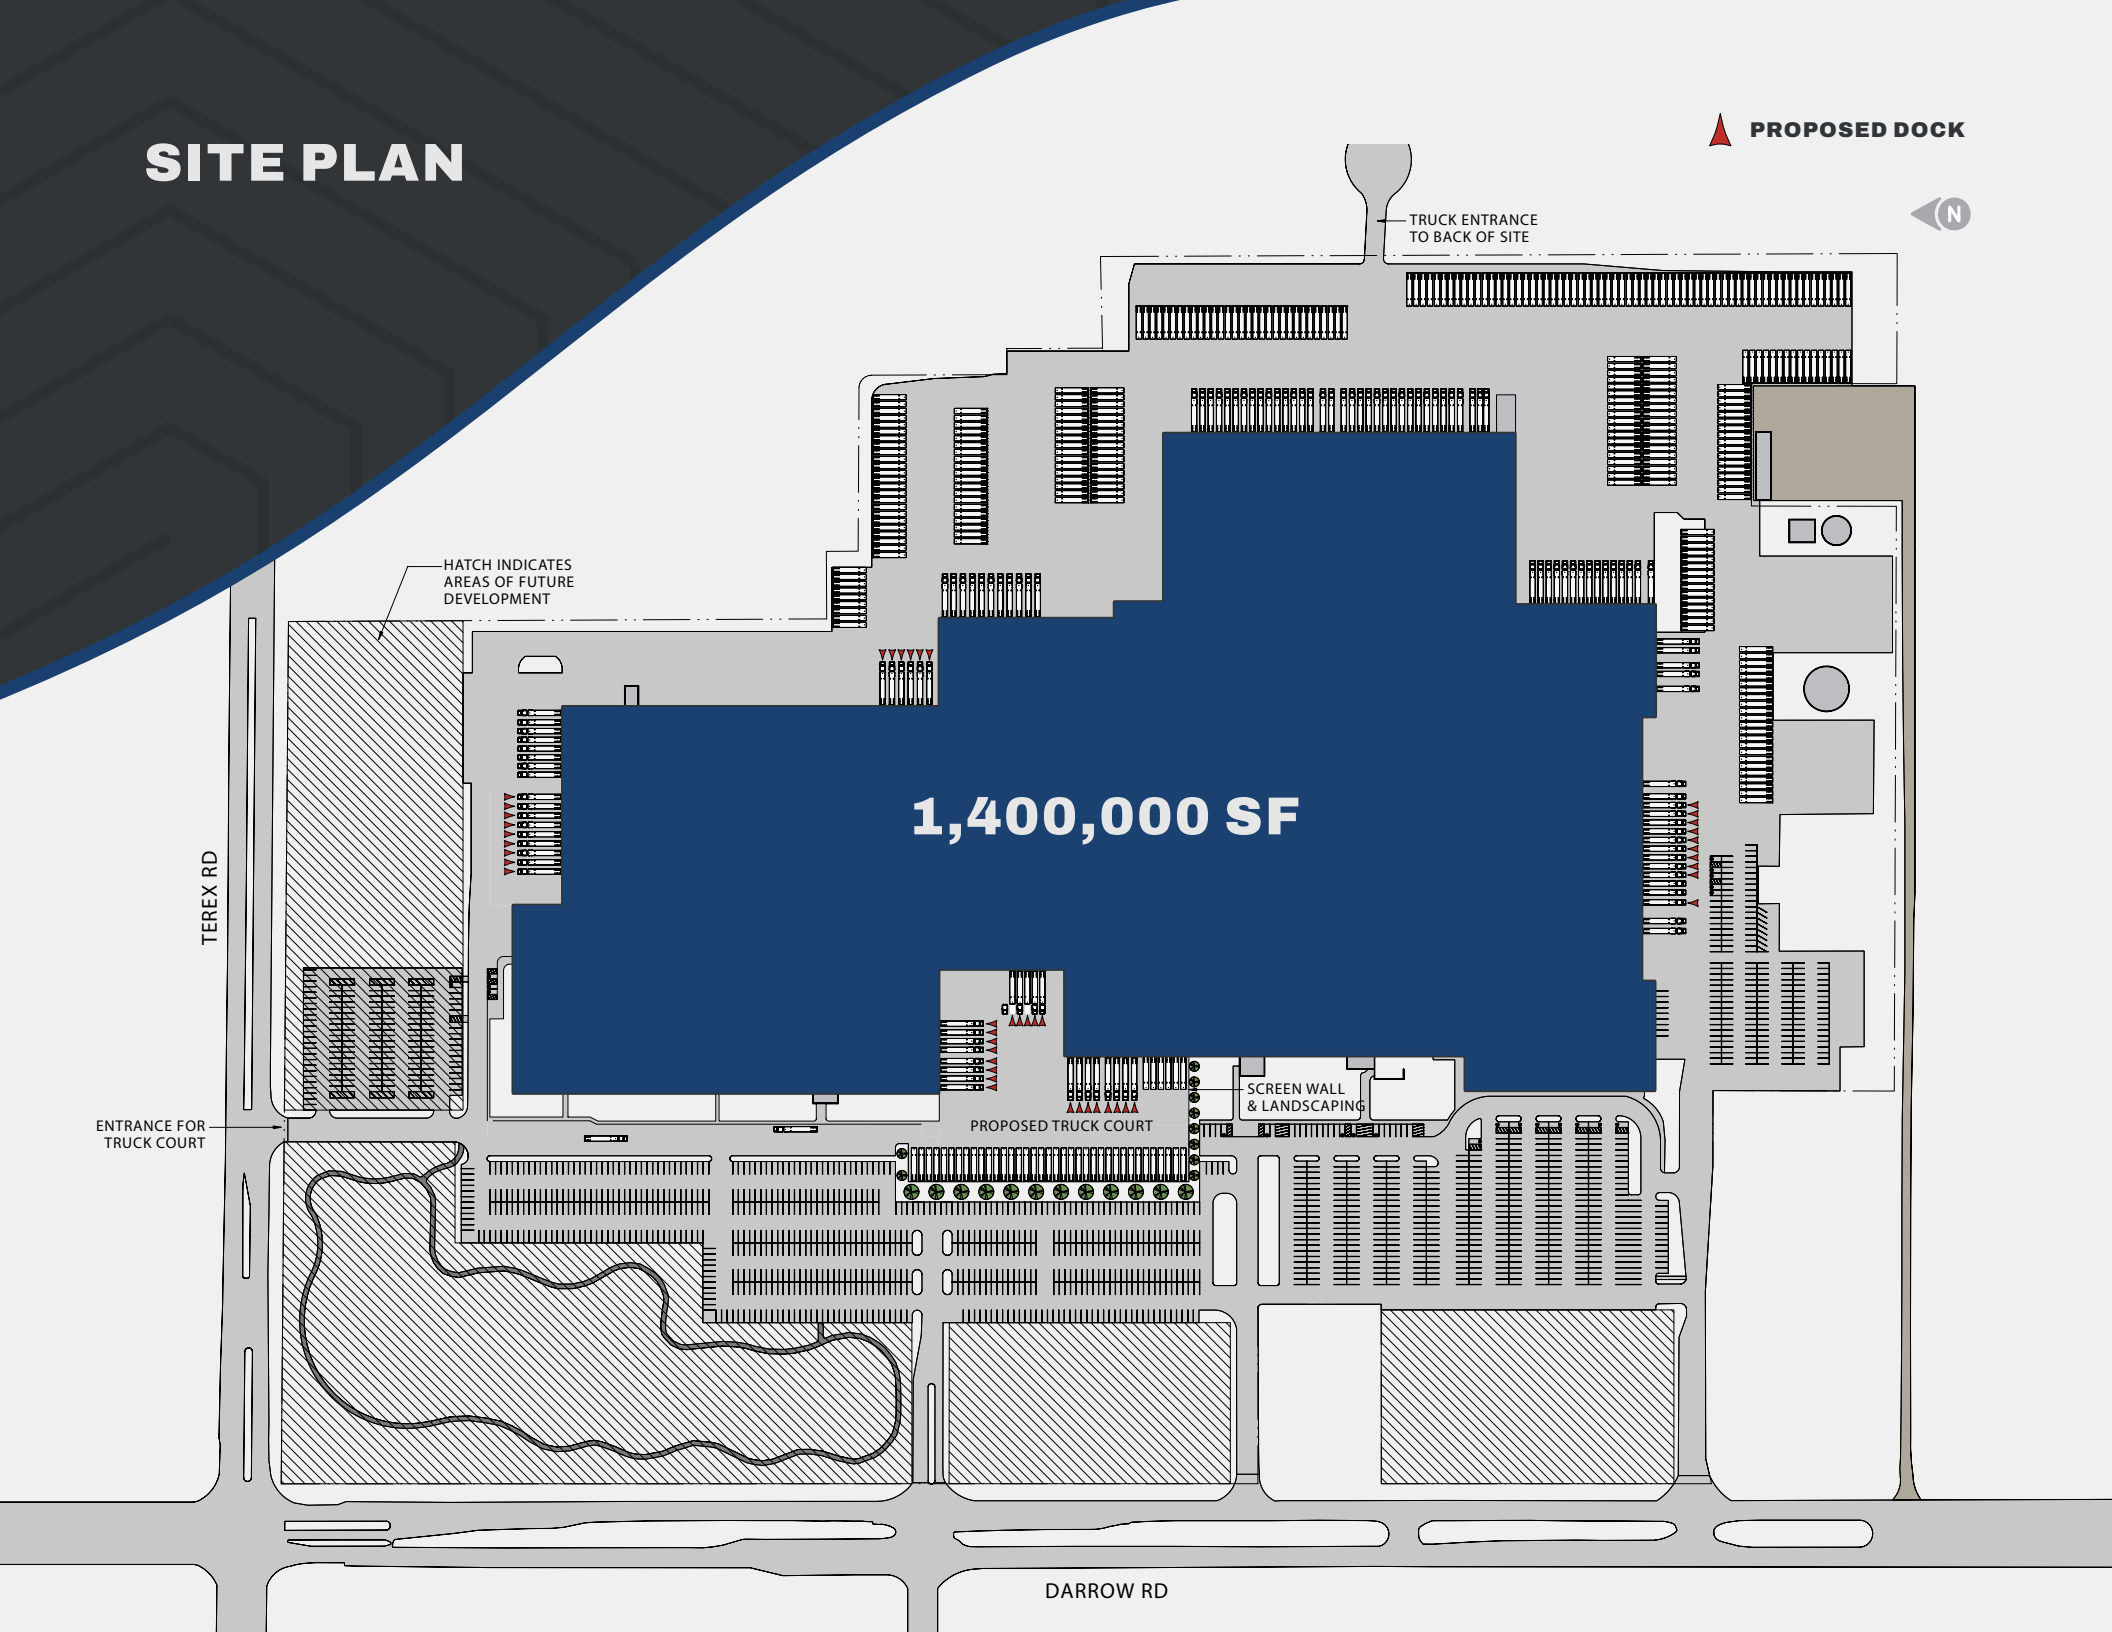 SITE PLAN
PROPOSED DOCK
N
TRUCK ENTRANCE
TO BACK OF SITE
HATCH INDICATES
AREAS OF FUTURE
DEVELOPMENT
1,400,000 SF
TEREX RD
SCREEN WALL
& LANDSCAPING
ENTRANCE FOR
TRUCK COURT
PROPOSED TRUCK COURT
DARROW RD